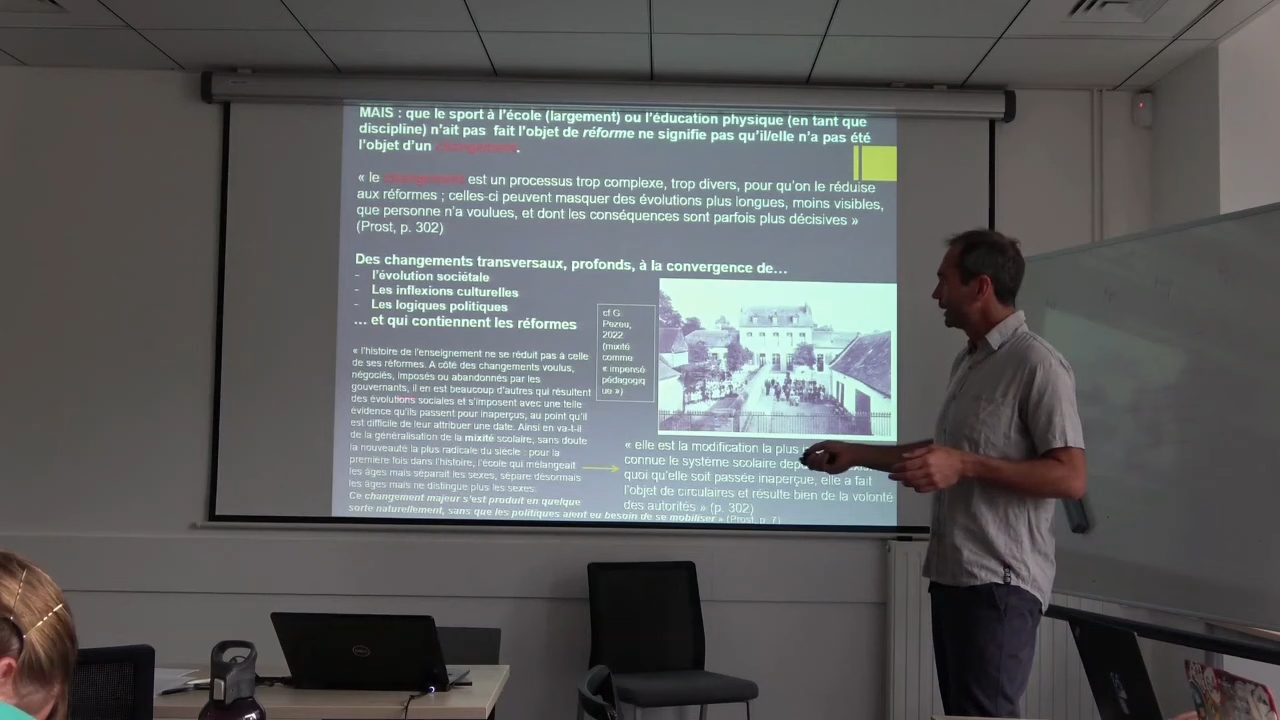 MAIS : que le sport à l'école (largement) ou l'éducation physique (en tant que
discipline) n'ait pas fait l'objet de réforme ne signifie pas qu'il/elle n'a pas été
l'objet d'un changement.
« le changement est un processus trop complexe, trop divers, pour qu'on le réduise
aux réformes ; celles-ci peuvent masquer des évolutions plus longues, moins visibles,
que personne n'a voulues, et dont les conséquences sont parfois plus décisives »
(Prost, p. 302)
Des changements transversaux, profonds, à la convergence de…
- l'évolution sociétale
- Les inflexions culturelles
- Les logiques politiques
… et qui contiennent les réformes
« l'histoire de l'enseignement ne se réduit pas à celle
de ses réformes. A côté des changements voulus,
négociés, imposés ou abandonnés par les
gouvernants, il en est beaucoup d'autres qui résultent
des évolutions sociales et s'imposent avec une telle
évidence qu'ils passent pour inaperçus, au point qu'il
est difficile de leur attribuer une date. Ainsi en va-t-il
de la généralisation de la mixité scolaire, sans doute
la nouveauté la plus radicale du siècle : pour la
première fois dans l'histoire, l'école qui mélangeait
les âges mais séparait les sexes, sépare désormais
les âges mais ne distingue plus les sexes.
Ce changement majeur s'est produit en quelque
sorte naturellement, sans que les politiques aient eu besoin de se mobiliser » (Prost, p. 7)
cf G.
Pezeu,
2022
(mixité
comme
« impensé
pédagogiq
ue »)
« elle est la modification la plus
connue le système scolaire
quoi qu'elle soit passée inaperçue, elle a fait
l'objet de circulaires et résulte bien de la volonté
des autorités » (p. 302)
DELL